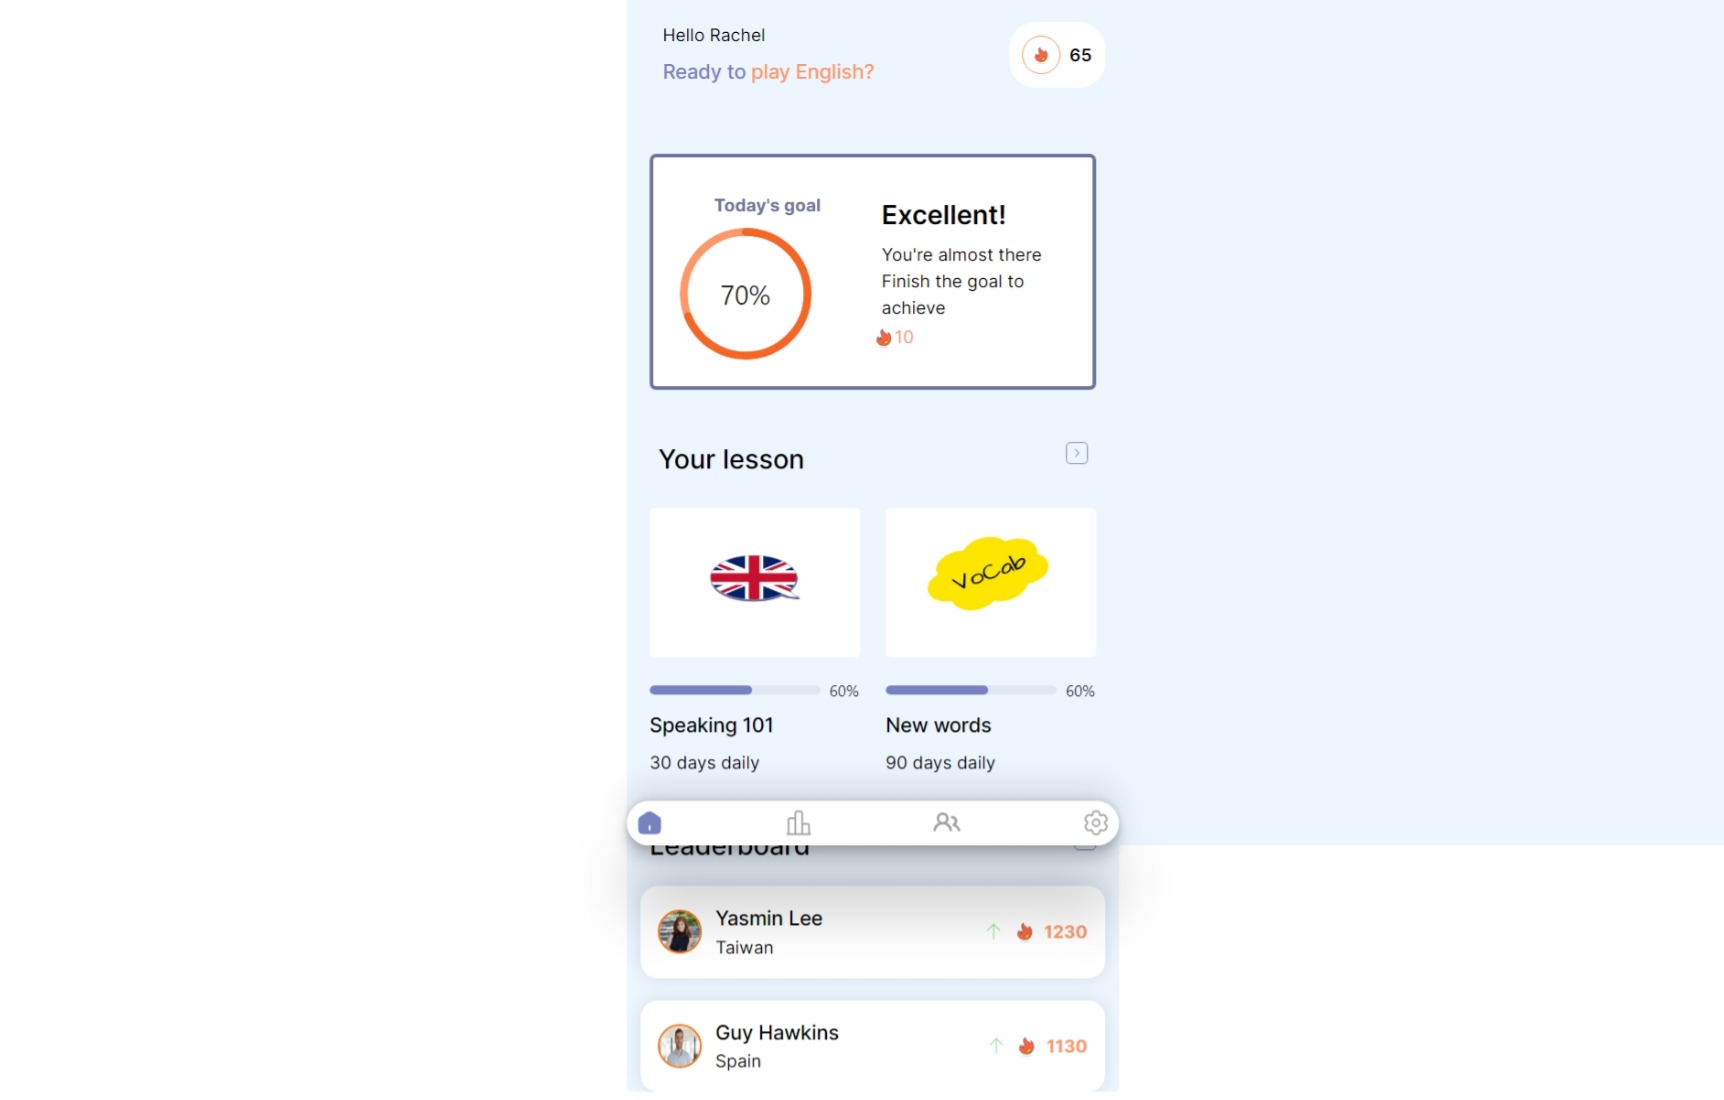 Hello Rachel
65
Ready to play English?
Today's goal
70%
Excellent!
You're almost there
Finish the goal to
achieve
10
Your lesson
VoCab
60%
60%
Speaking 101
New words
30 days daily
90 days daily
Leaderboard
Yasmin Lee
Taiwan
1230
Guy Hawkins
Spain
1130